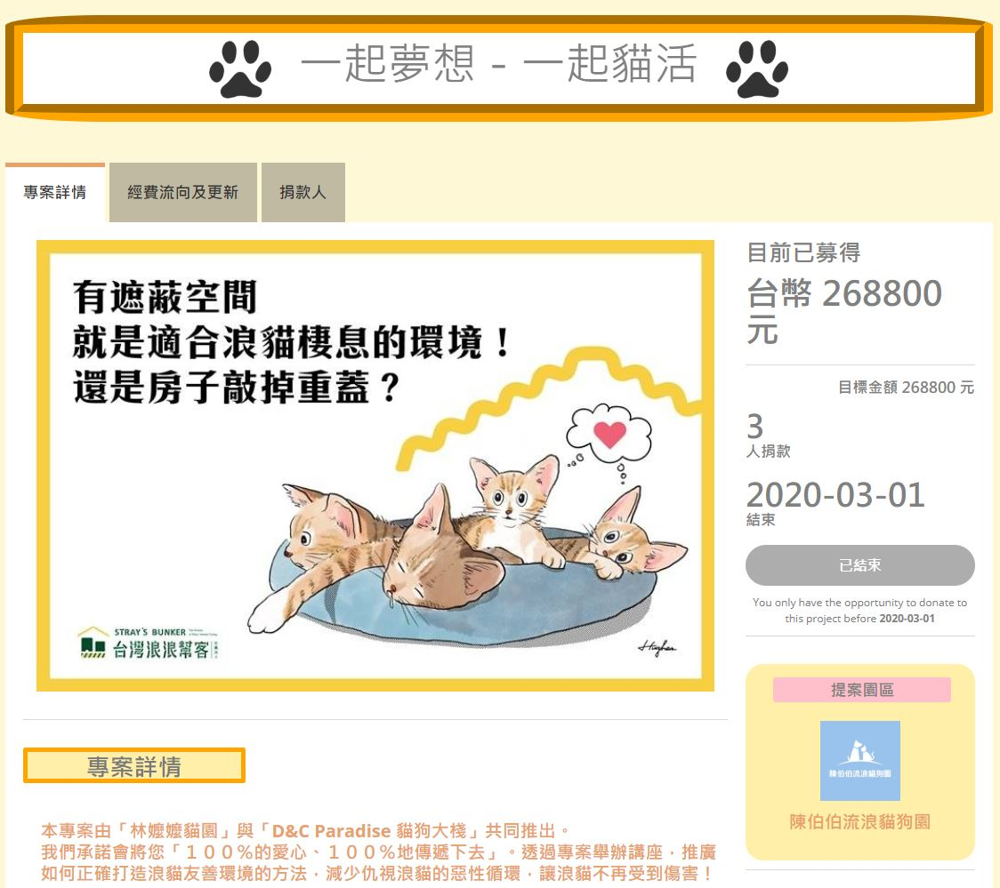 一起夢想 - 一起貓活
專案詳情
經費流向及更新
捐款人
有遮蔽空間
就是適合浪貓棲息的環境！
還是房子敲掉重蓋？
STRAY'S BUNKER
台灣浪浪幫客
Hughes
目前已募得
台幣 268800
元
目標金額 268800 元
3
人捐款
2020-03-01
結束
已結束
You only have the opportunity to donate to
this project before 2020-03-01
提案園區
陳伯伯流浪貓狗園
陳伯伯流浪貓狗園
專案詳情
本專案由「林嬤嬤貓園」與「D&C Paradise 貓狗大棧」共同推出。
我們承諾會將您「１００％的愛心、１００％地傳遞下去」。透過專案舉辦講座，推廣
如何正確打造浪貓友善環境的方法，減少仇視浪貓的惡性循環，讓浪貓不再受到傷害！